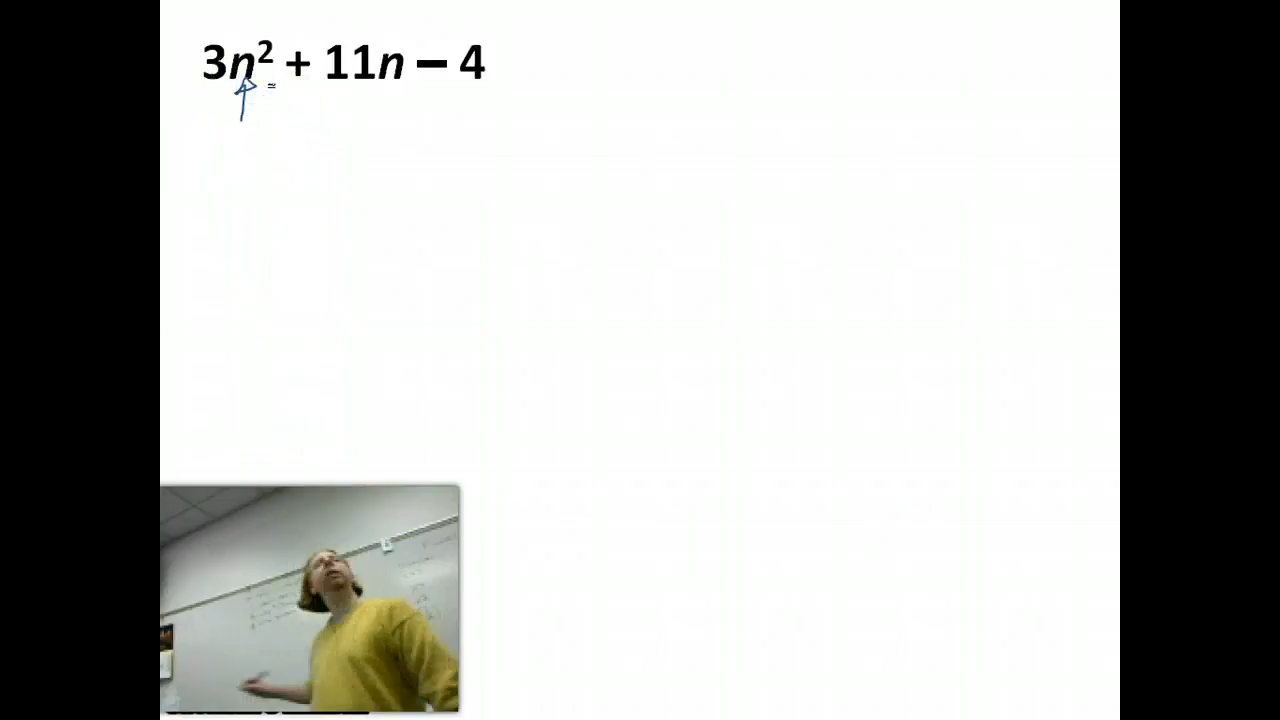 3n² + 11n − 4